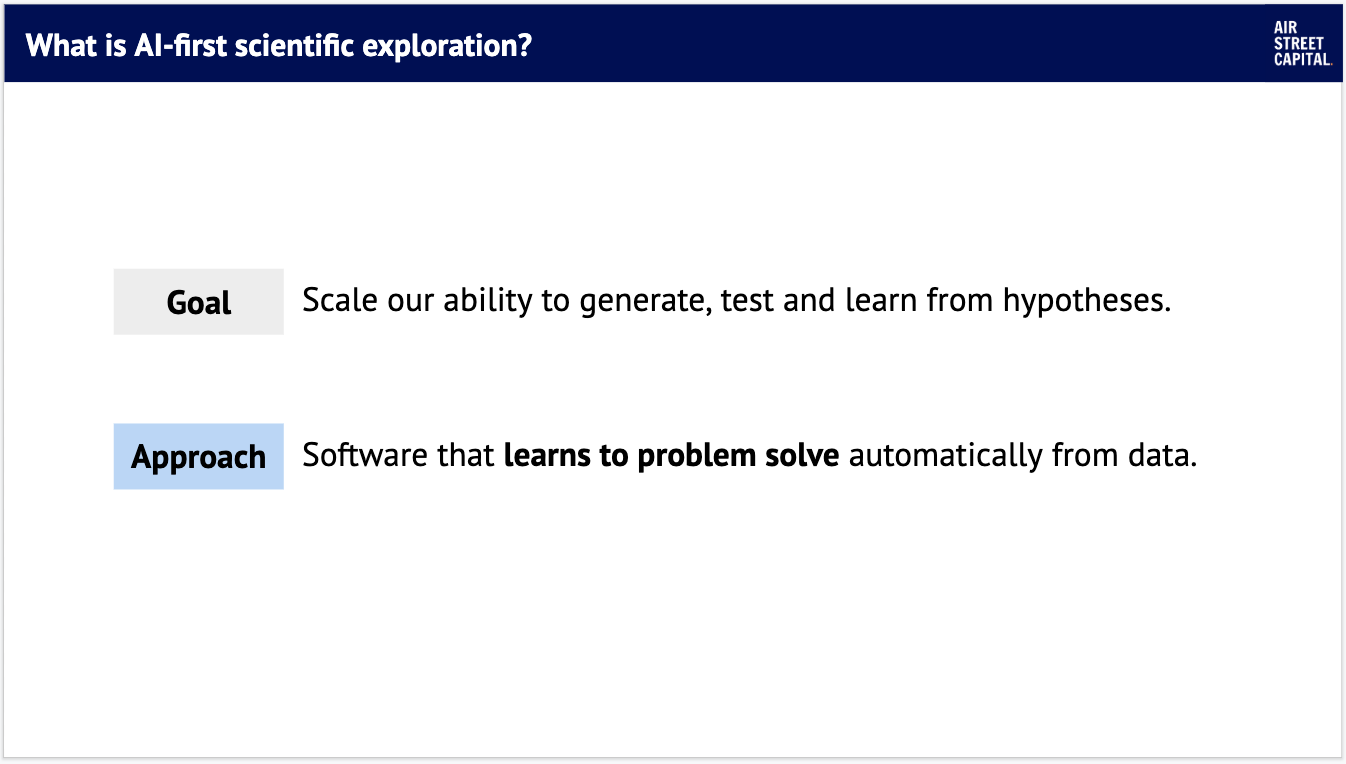 What is AI-first scientific exploration?
AIR
STREET
CAPITAL.
Goal
Scale our ability to generate, test and learn from hypotheses.
Approach
Software that learns to problem solve automatically from data.